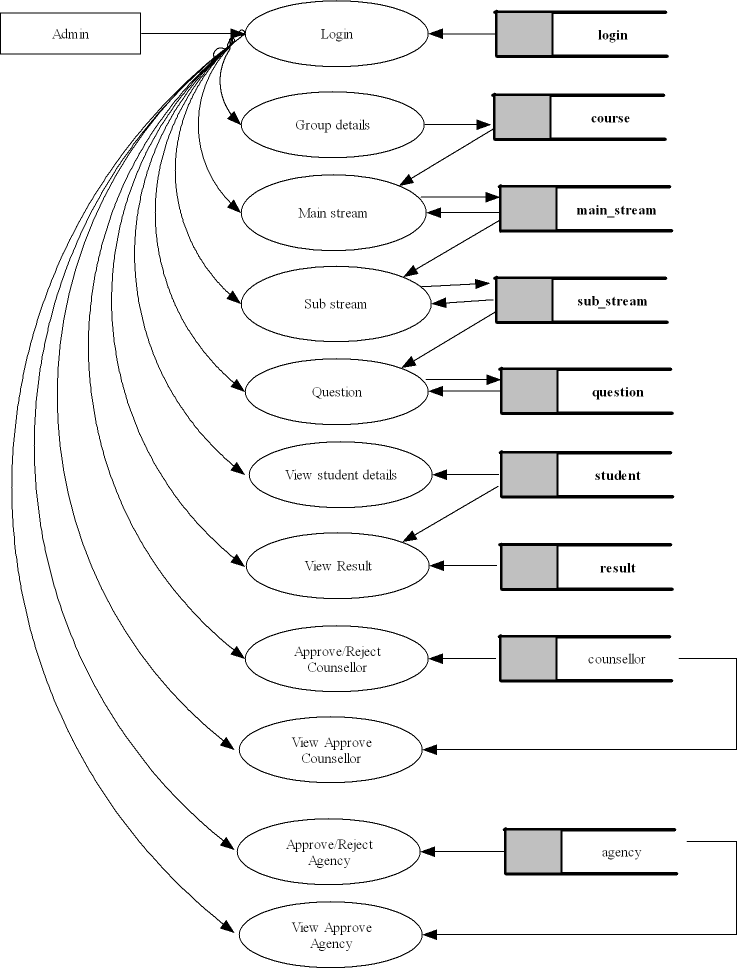 Admin
Login
login
Group details
course
Main stream
main_stream
Sub stream
sub_stream
Question
question
View student details
student
View Result
result
Approve/Reject
Counsellor
counsellor
View Approve
Counsellor
Approve/Reject
Agency
agency
View Approve
Agency